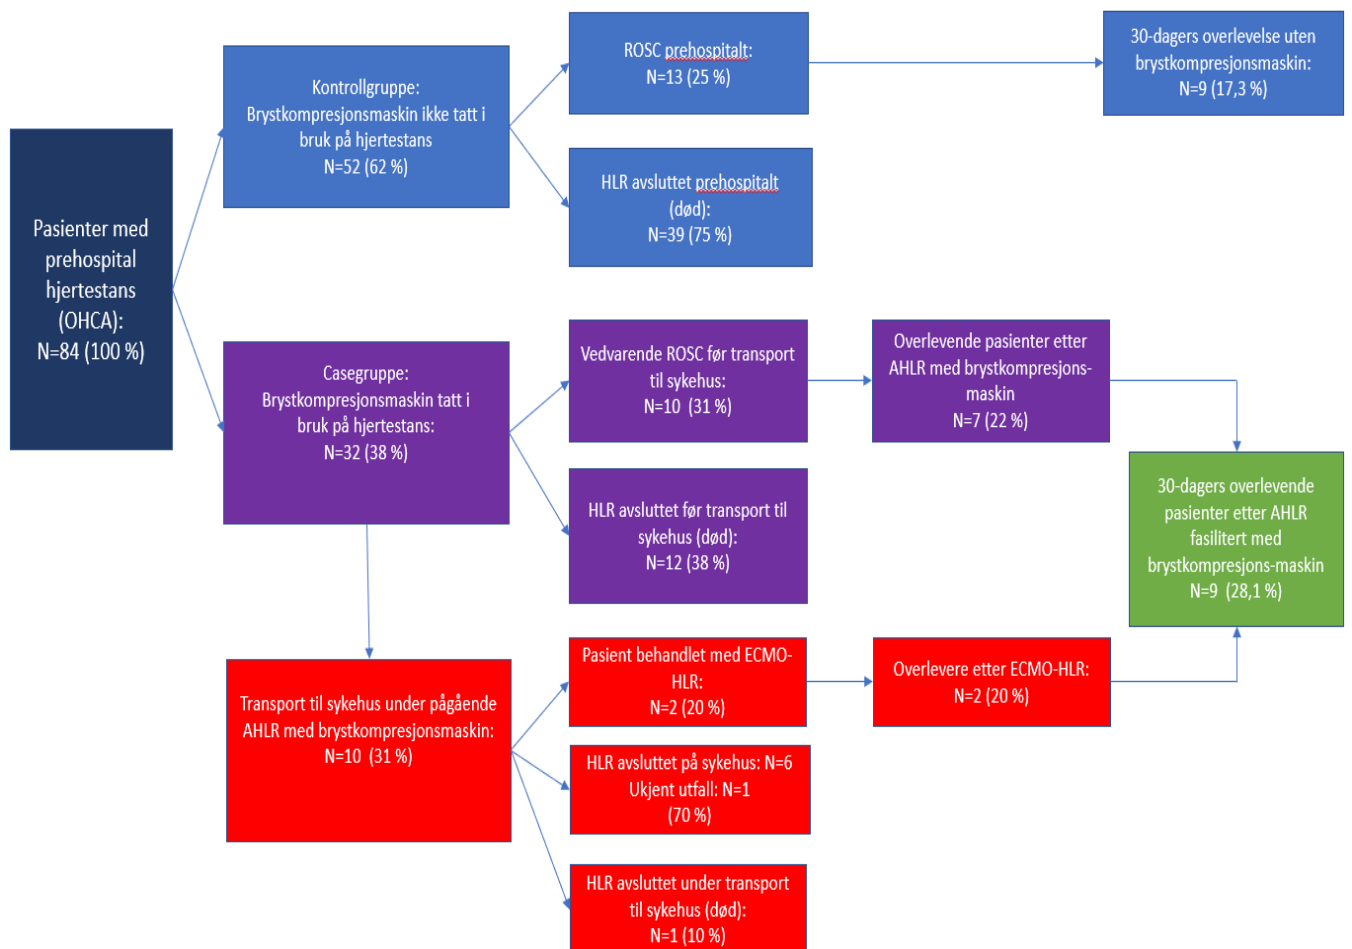 Pasienter med
prehospital
hjertestans
(OHCA):
N=84 (100 %)
Kontrollgruppe:
Brystkompresjonsmaskin ikke tatt i
bruk på hjertestans
N=52 (62 %)
ROSC prehospitalt:
N=13 (25 %)
30-dagers overlevelse uten
brystkompresjonsmaskin:
N=9 (17,3 %)
HLR avsluttet prehospitalt
(død):
N=39 (75 %)
Casegruppe:
Brystkompresjonsmaskin tatt i
bruk på hjertestans:
N=32 (38 %)
Vedvarende ROSC før transport
til sykehus:
N=10 (31 %)
Overlevende pasienter etter
AHLR med brystkompresjons-
maskin
N=7 (22 %)
HLR avsluttet før transport til
sykehus (død):
N=12 (38 %)
30-dagers overlevende
pasienter etter AHLR
fasilitert med
brystkompresjons-maskin
N=9 (28,1 %)
Transport til sykehus under pågående
AHLR med brystkompresjonsmaskin:
N=10 (31 %)
Pasient behandlet med ECMO-
HLR:
N=2 (20 %)
Overlevere etter ECMO-HLR:
N=2 (20 %)
HLR avsluttet på sykehus: N=6
Ukjent utfall: N=1
(70 %)
HLR avsluttet under transport
til sykehus (død):
N=1 (10 %)